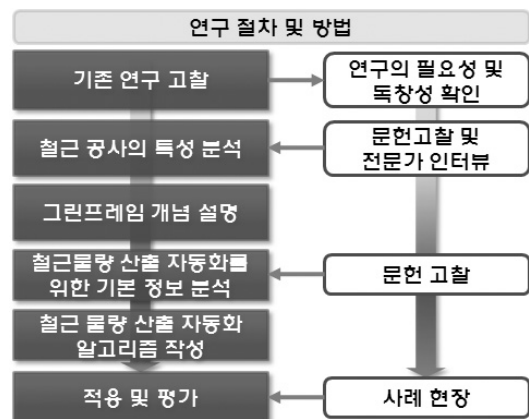 연구 절차 및 방법
기존 연구 고찰
연구의 필요성 및
독창성 확인
철근 공사의 특성 분석
문헌고찰 및
전문가 인터뷰
그린프레임 개념 설명
철근물량 산출 자동화를
위한 기본 정보 분석
문헌 고찰
철근 물량 산출 자동화
알고리즘 작성
적용 및 평가
사례 현장